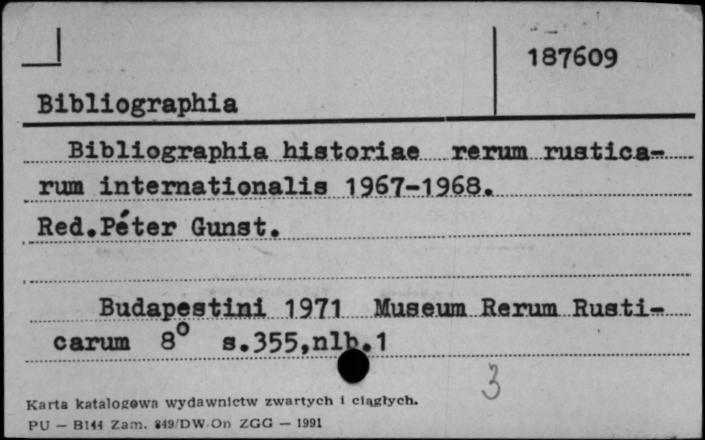 187609
Bibliographia
Bibliographia historiae rerum rustica-
rum internationalis 1967-1968.
Red.Péter Gunst.
Budapestini 1971 Museum Rerum Rusti-
carum 8° s.355,nlb.1
3
Karta katalogowa wydawnictw zwartych i ciągłych.
PU — B144 Zam. 849/DW On ZGG — 1991